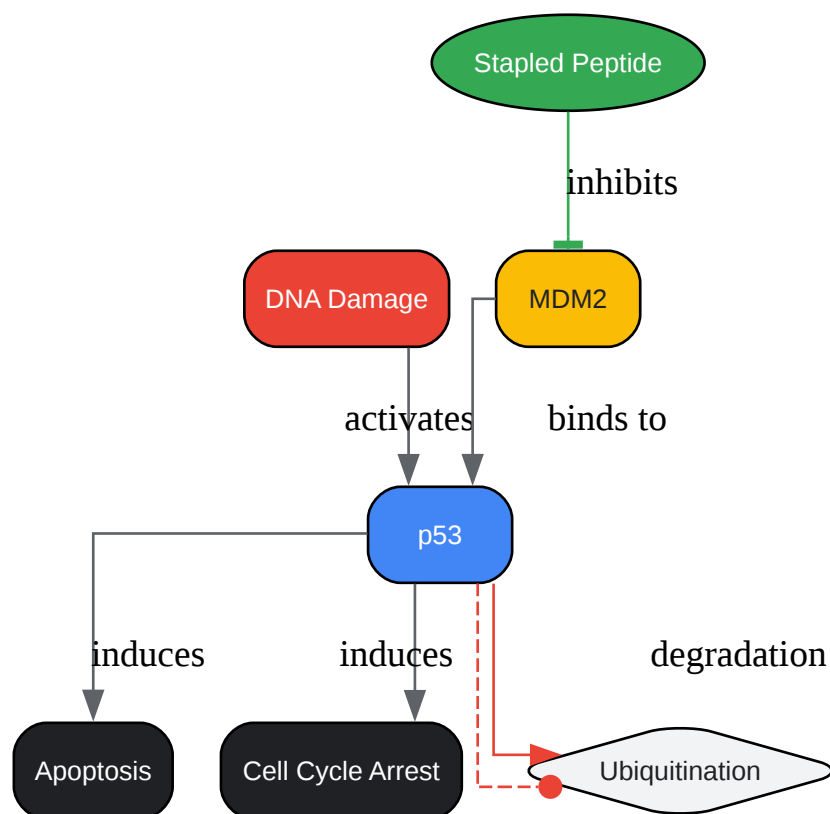 Stapled Peptide
inhibits
DNA Damage
MDM2
activates
binds to
p53
induces
induces
degradation
Apoptosis
Cell Cycle Arrest
Ubiquitination